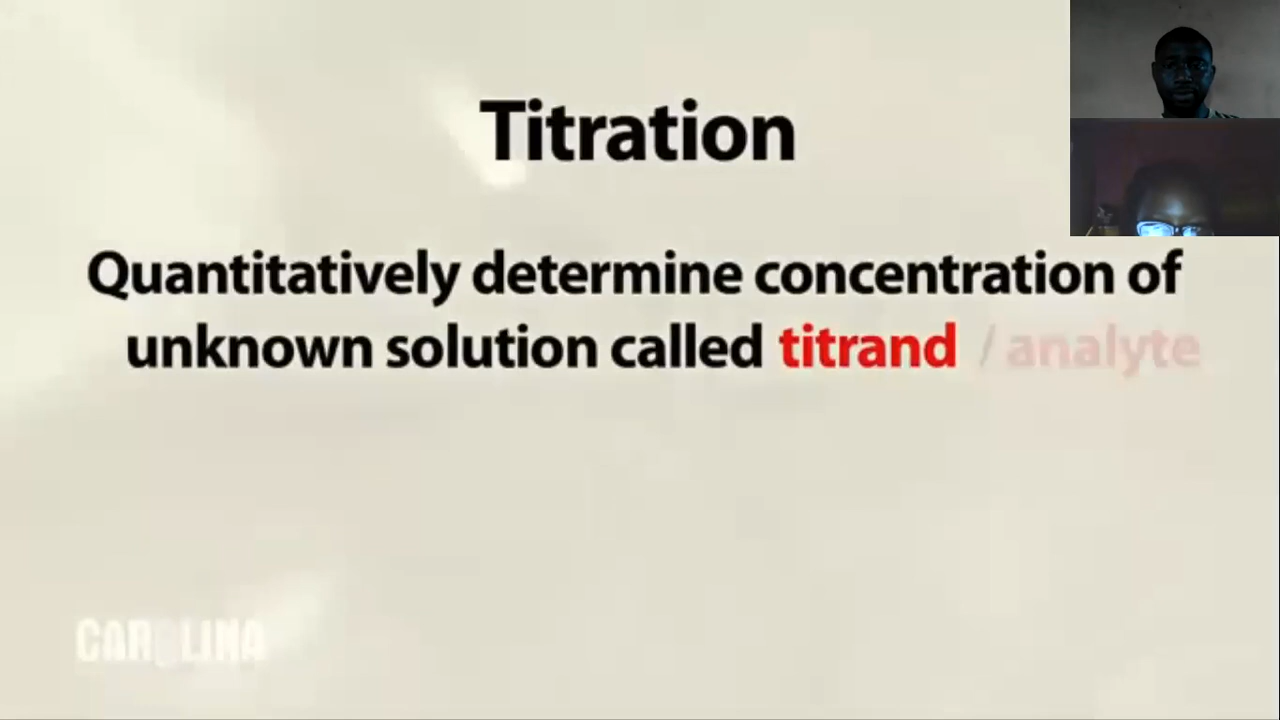 Titration
Quantitatively determine concentration of
unknown solution called titrand / analyte
CAROLINA